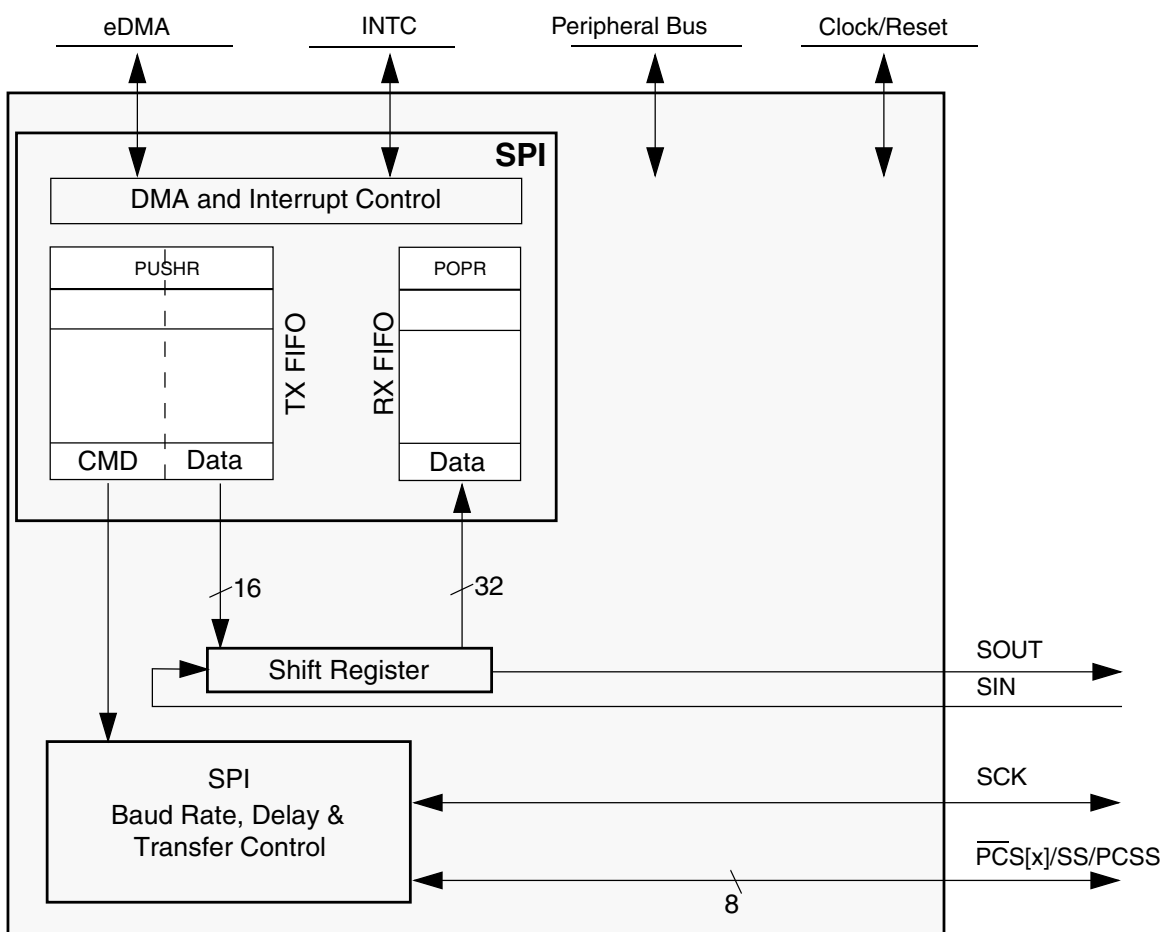 eDMA
INTC
Peripheral Bus
Clock/Reset
SPI
DMA and Interrupt Control
PUSHR
POPR
TX FIFO
RX FIFO
CMD
Data
Data
16
32
Shift Register
SOUT
SIN
SPI
Baud Rate, Delay &
Transfer Control
SCK
PCS[x]/SS/PCSS
8